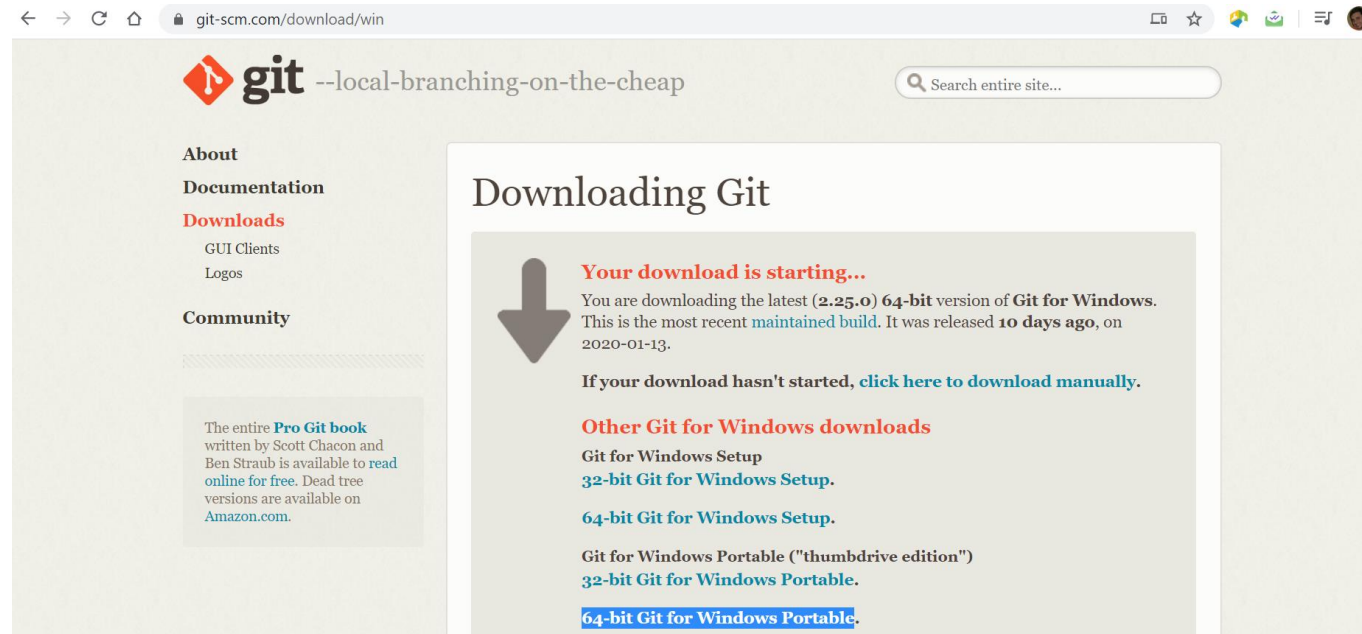 git-scm.com/download/win
git --local-branching-on-the-cheap
Search entire site...
About
Documentation
Downloads
GUI Clients
Logos
Community
The entire Pro Git book
written by Scott Chacon and
Ben Straub is available to read
online for free. Dead tree
versions are available on
Amazon.com.
Downloading Git
Your download is starting...
You are downloading the latest (2.25.0) 64-bit version of Git for Windows.
This is the most recent maintained build. It was released 10 days ago, on
2020-01-13.
If your download hasn't started, click here to download manually.
Other Git for Windows downloads
Git for Windows Setup
32-bit Git for Windows Setup.
64-bit Git for Windows Setup.
Git for Windows Portable ("thumbdrive edition")
32-bit Git for Windows Portable.
64-bit Git for Windows Portable.